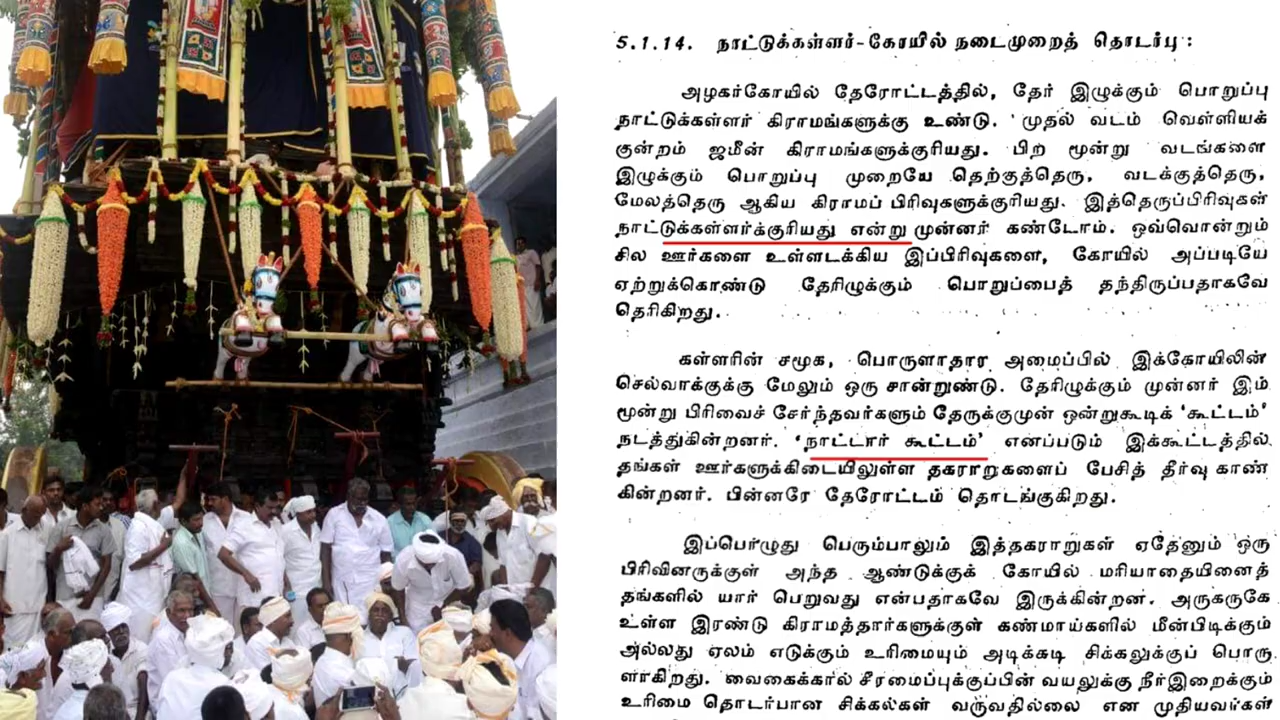 5.1.14. நாட்டுக்கள்ளர்-கோயில் நடைமுறைத் தொடர்பு :
அழகர்கோயில் தேரோட்டத்தில், தேர் இழுக்கும் பொறுப்பு
நாட்டுக்கள்ளர் கிராமங்களுக்கு உண்டு. முதல் வடம் வெள்ளியக்
குன்றம் ஜமீன் கிராமங்களுக்குரியது. பிற மூன்று வடங்களை
இழுக்கும் பொறுப்பு முறையே தெற்குத்தெரு, வடக்குத்தெரு,
மேலத்தெரு ஆகிய கிராமப் பிரிவுகளுக்குரியது. இத்தெருப்பிரிவுகள்
நாட்டுக்கள்ளர்க்குரியது என்று முன்னர் கண்டோம். ஒவ்வொன்றும்
சில ஊர்களை உள்ளடக்கிய இப்பிரிவுகளை, கோயில் அப்படியே
ஏற்றுக்கொண்டு தேரிழுக்கும் பொறுப்பைத் தந்திருப்பதாகவே
தெரிகிறது.
கள்ளரின் சமூக, பொருளாதார அமைப்பில் இக்கோயிலின்
செல்வாக்குக்கு மேலும் ஒரு சான்றுண்டு. தேரிழுக்கும் முன்னர் இம்
மூன்று பிரிவைச் சேர்ந்தவர்களும் தேருக்குமுன் ஒன்றுகூடிக் 'கூட்டம்'
நடத்துகின்றனர். 'நாட்டார் கூட்டம்' எனப்படும் இக்கூட்டத்தில்
தங்கள் ஊர்களுக்கிடையிலுள்ள தகராறுகளைப் பேசித் தீர்வு காண்
கின்றனர். பின்னரே தேரோட்டம் தொடங்குகிறது.
இப்பெர்ழுது பெரும்பாலும் இத்தகராறுகள் ஏதேனும் ஒரு
பிரிவினருக்குள் அந்த ஆண்டுக்குக் கோயில் மரியாதையினைத்
தங்களில் யார் பெறுவது என்பதாகவே இருக்கின்றன. அருகருகே
உள்ள இரண்டு கிராமத்தார்களுக்குள் கண்மாய்களில் மீன்பிடிக்கும்
அல்லது ஏலம் எடுக்கும் உரிமையும் அடிக்கடி சிக்கலுக்குப் பொரு
ளாகிறது. வைகைக்கால் சீரமைப்புக்குப்பின் வயலுக்கு நீர்இறைக்கும்
உரிமை தொடர்பான சிக்கல்கள் வருவதில்லை என முதியவர்கள்